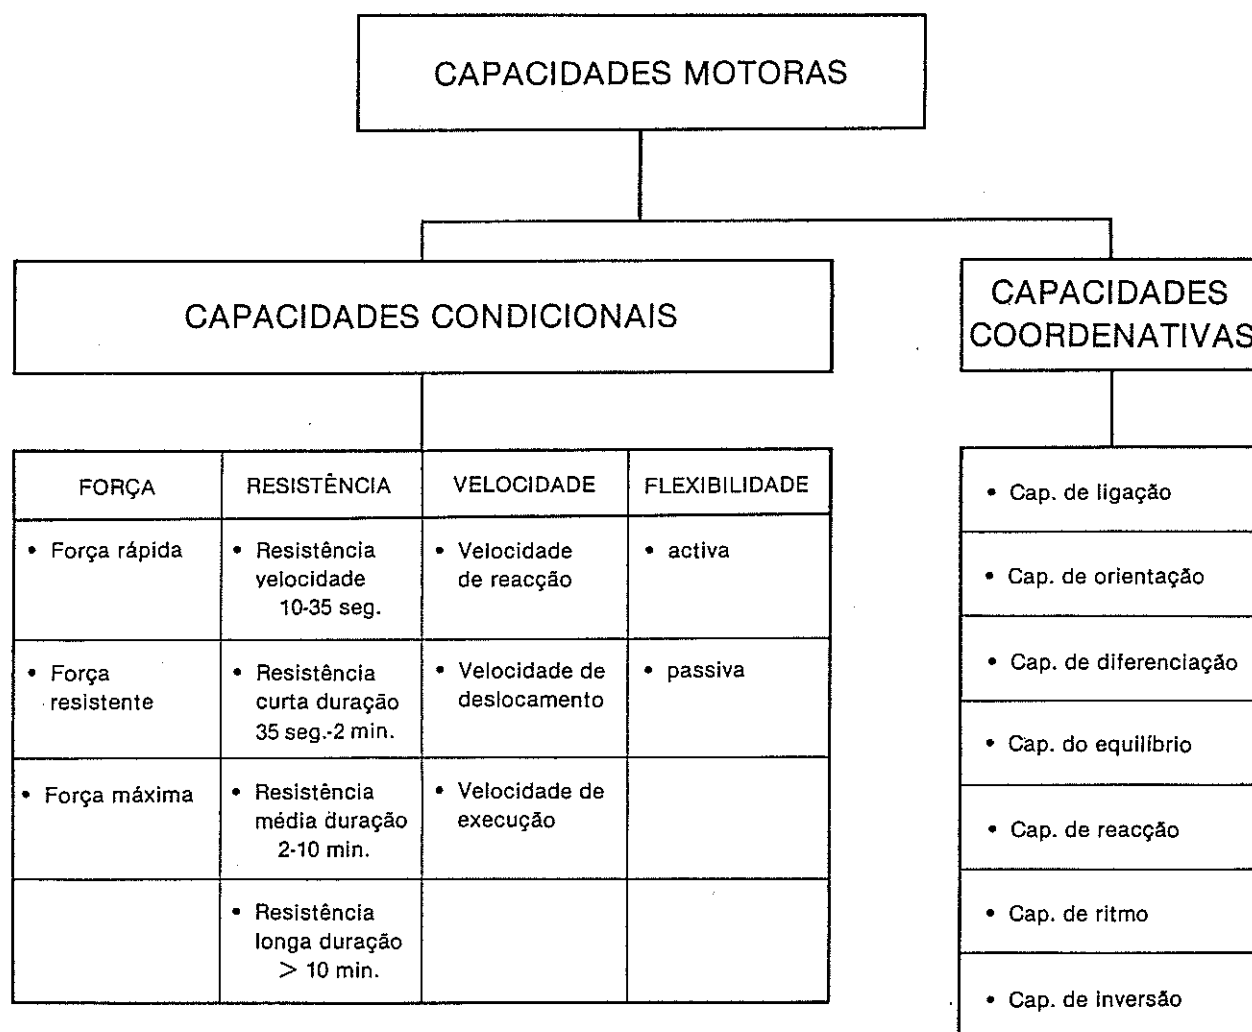 CAPACIDADES MOTORAS
CAPACIDADES CONDICIONAIS
CAPACIDADES
COORDENATIVAS
FORÇA
RESISTÊNCIA
VELOCIDADE
FLEXIBILIDADE
• Força rápida
• Resistência
velocidade
10-35 seg.
• Velocidade
de reacção
• activa
• Força
resistente
• Resistência
curta duração
35 seg.-2 min.
• Velocidade de
deslocamento
• passiva
• Força máxima
• Resistência
média duração
2-10 min.
• Velocidade de
execução
• Resistência
longa duração
> 10 min.
• Cap. de ligação
• Cap. de orientação
• Cap. de diferenciação
• Cap. do equilíbrio
• Cap. de reacção
• Cap. de ritmo
• Cap. de inversão